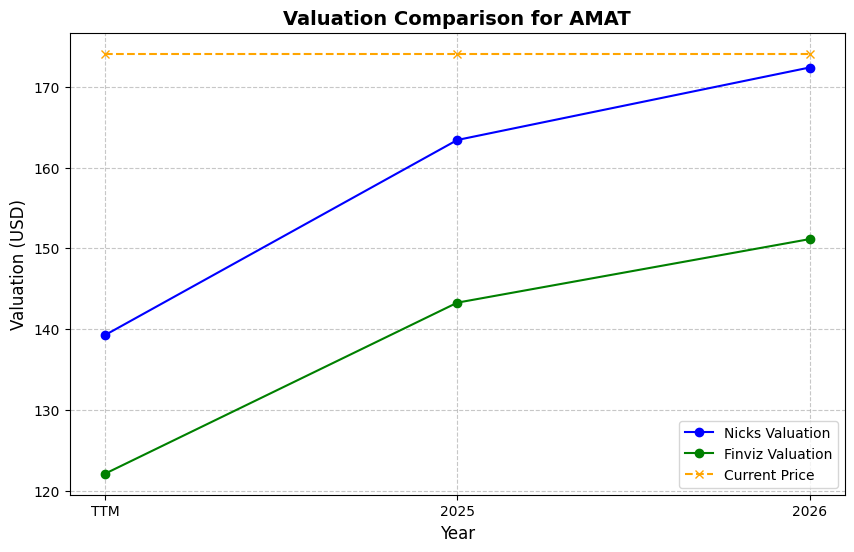 Valuation Comparison for AMAT
Valuation (USD)
170
160
150
140
130
120
TTM
2025
2026
Year
Nicks Valuation
Finviz Valuation
Current Price